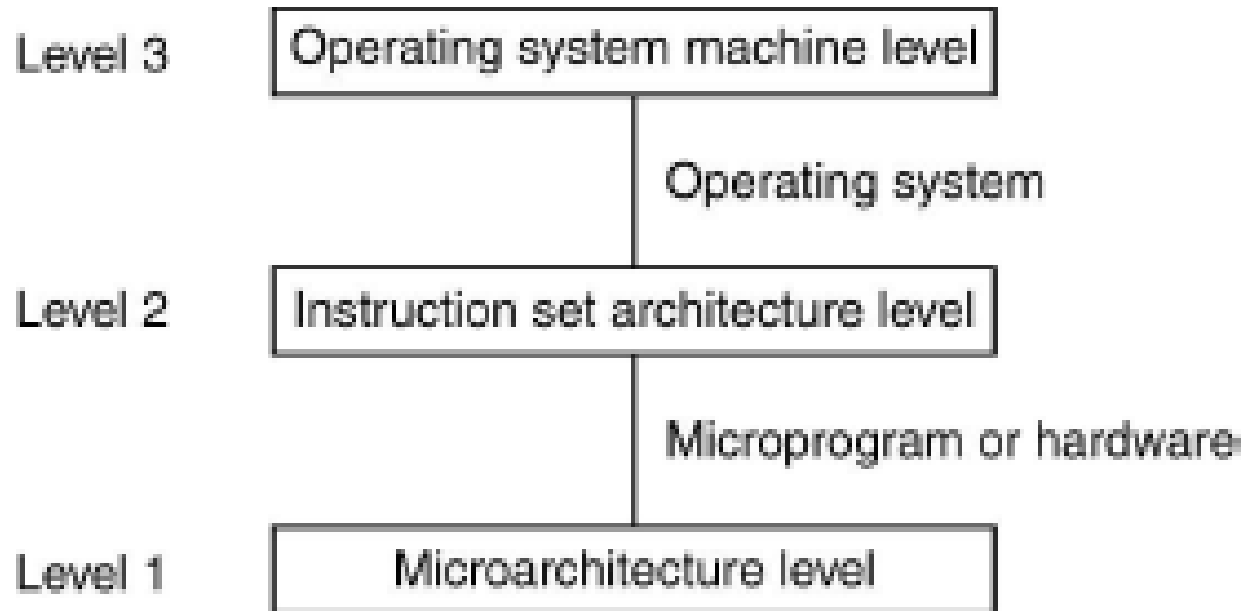 Level 3
Operating system machine level
Operating system
Level 2
Instruction set architecture level
Microprogram or hardware
Level 1
Microarchitecture level